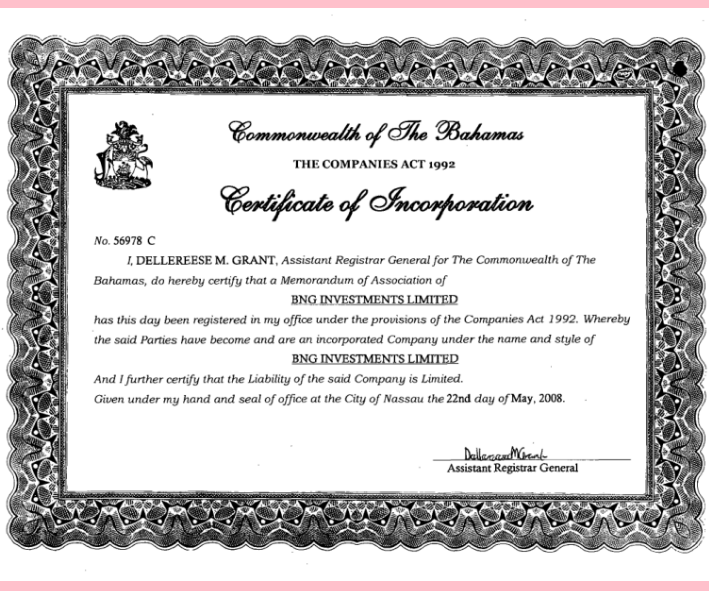 Commonwealth of The Bahamas
THE COMPANIES ACT 1992
Certificate of Incorporation
No. 56978 C
I, DELLEREESE M. GRANT, Assistant Registrar General for The Commonwealth of The
Bahamas, do hereby certify that a Memorandum of Association of
BNG INVESTMENTS LIMITED
has this day been registered in my office under the provisions of the Companies Act 1992. Whereby
the said Parties have become and are an incorporated Company under the name and style of
BNG INVESTMENTS LIMITED
And I further certify that the Liability of the said Company is Limited.
Given under my hand and seal of office at the City of Nassau the 22nd day of May, 2008.
Assistant Registrar General